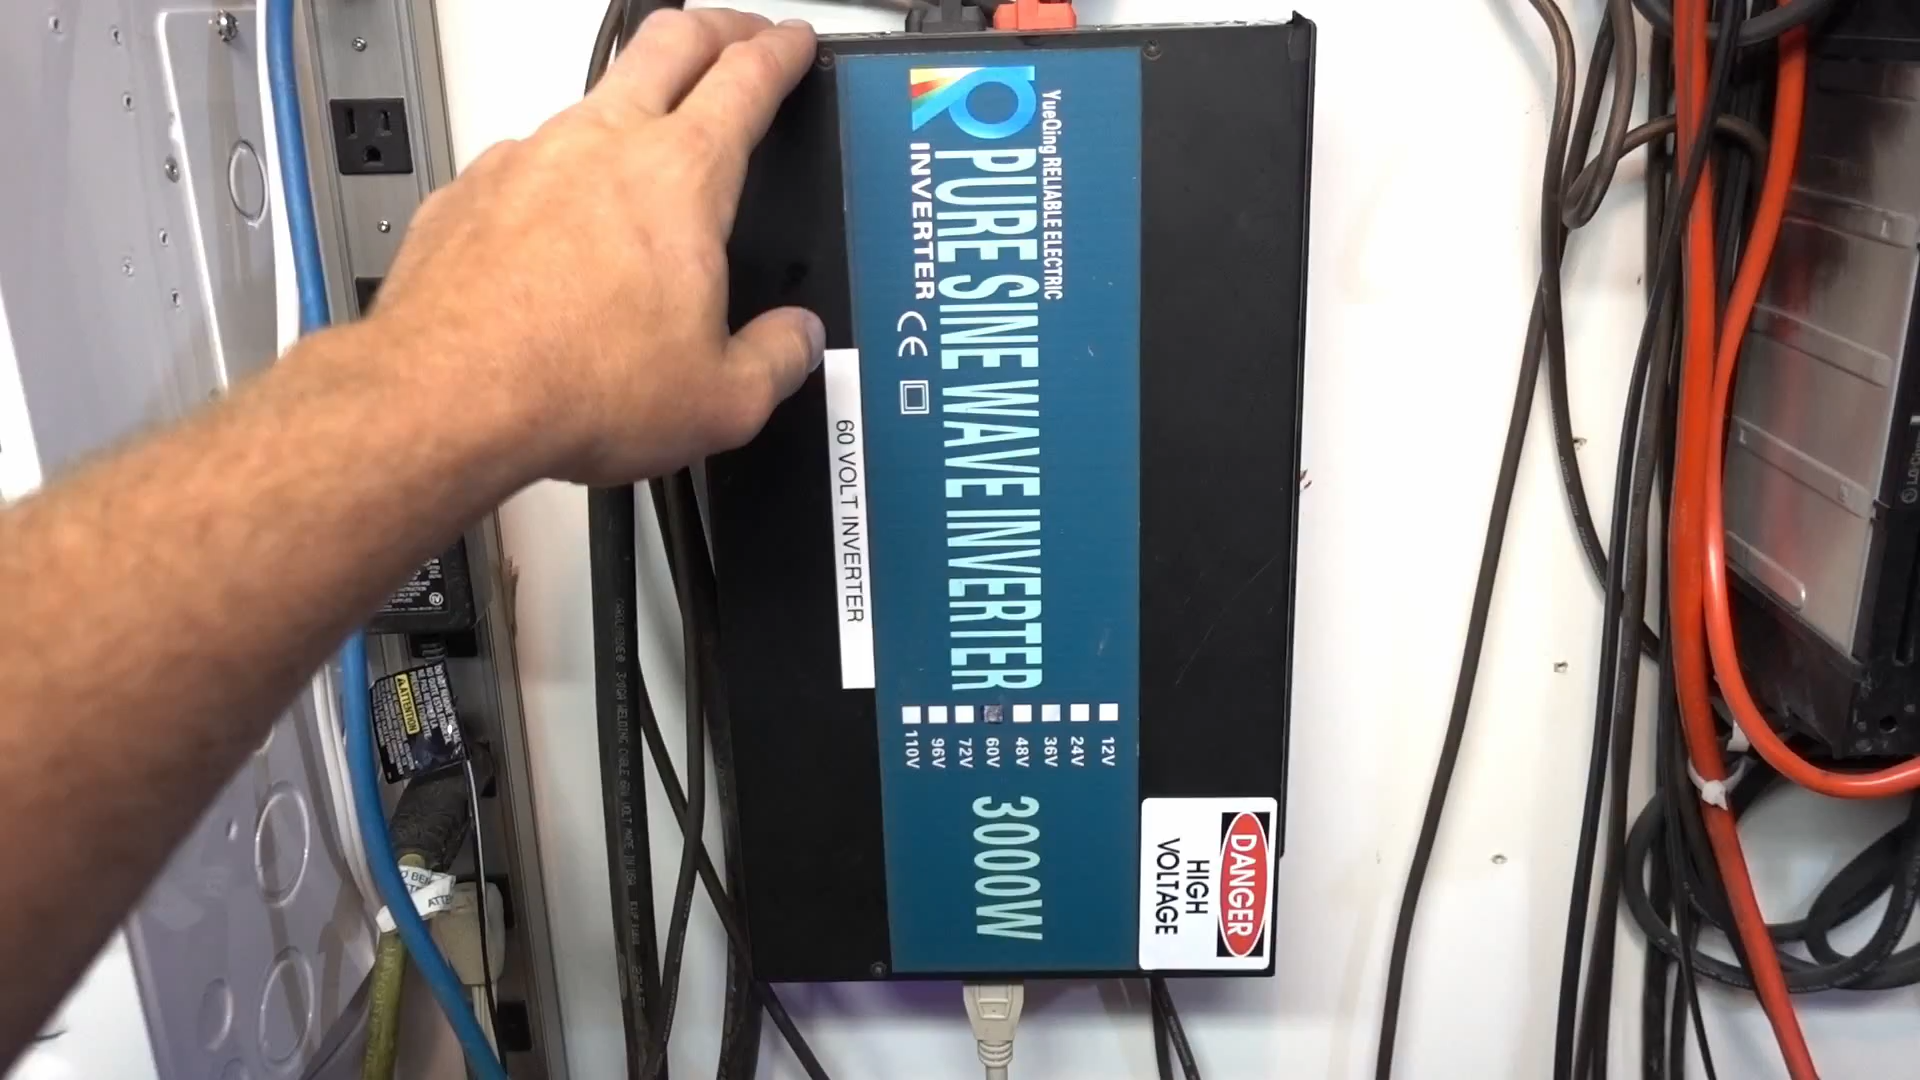 YueQing RELIABLE ELECTRIC
PURE SINE WAVE INVERTER
INVERTER
CE
60 VOLT INVERTER
12V
24V
36V
48V
60V
72V
96V
110V
3000W
DANGER
HIGH
VOLTAGE
ATTENTION